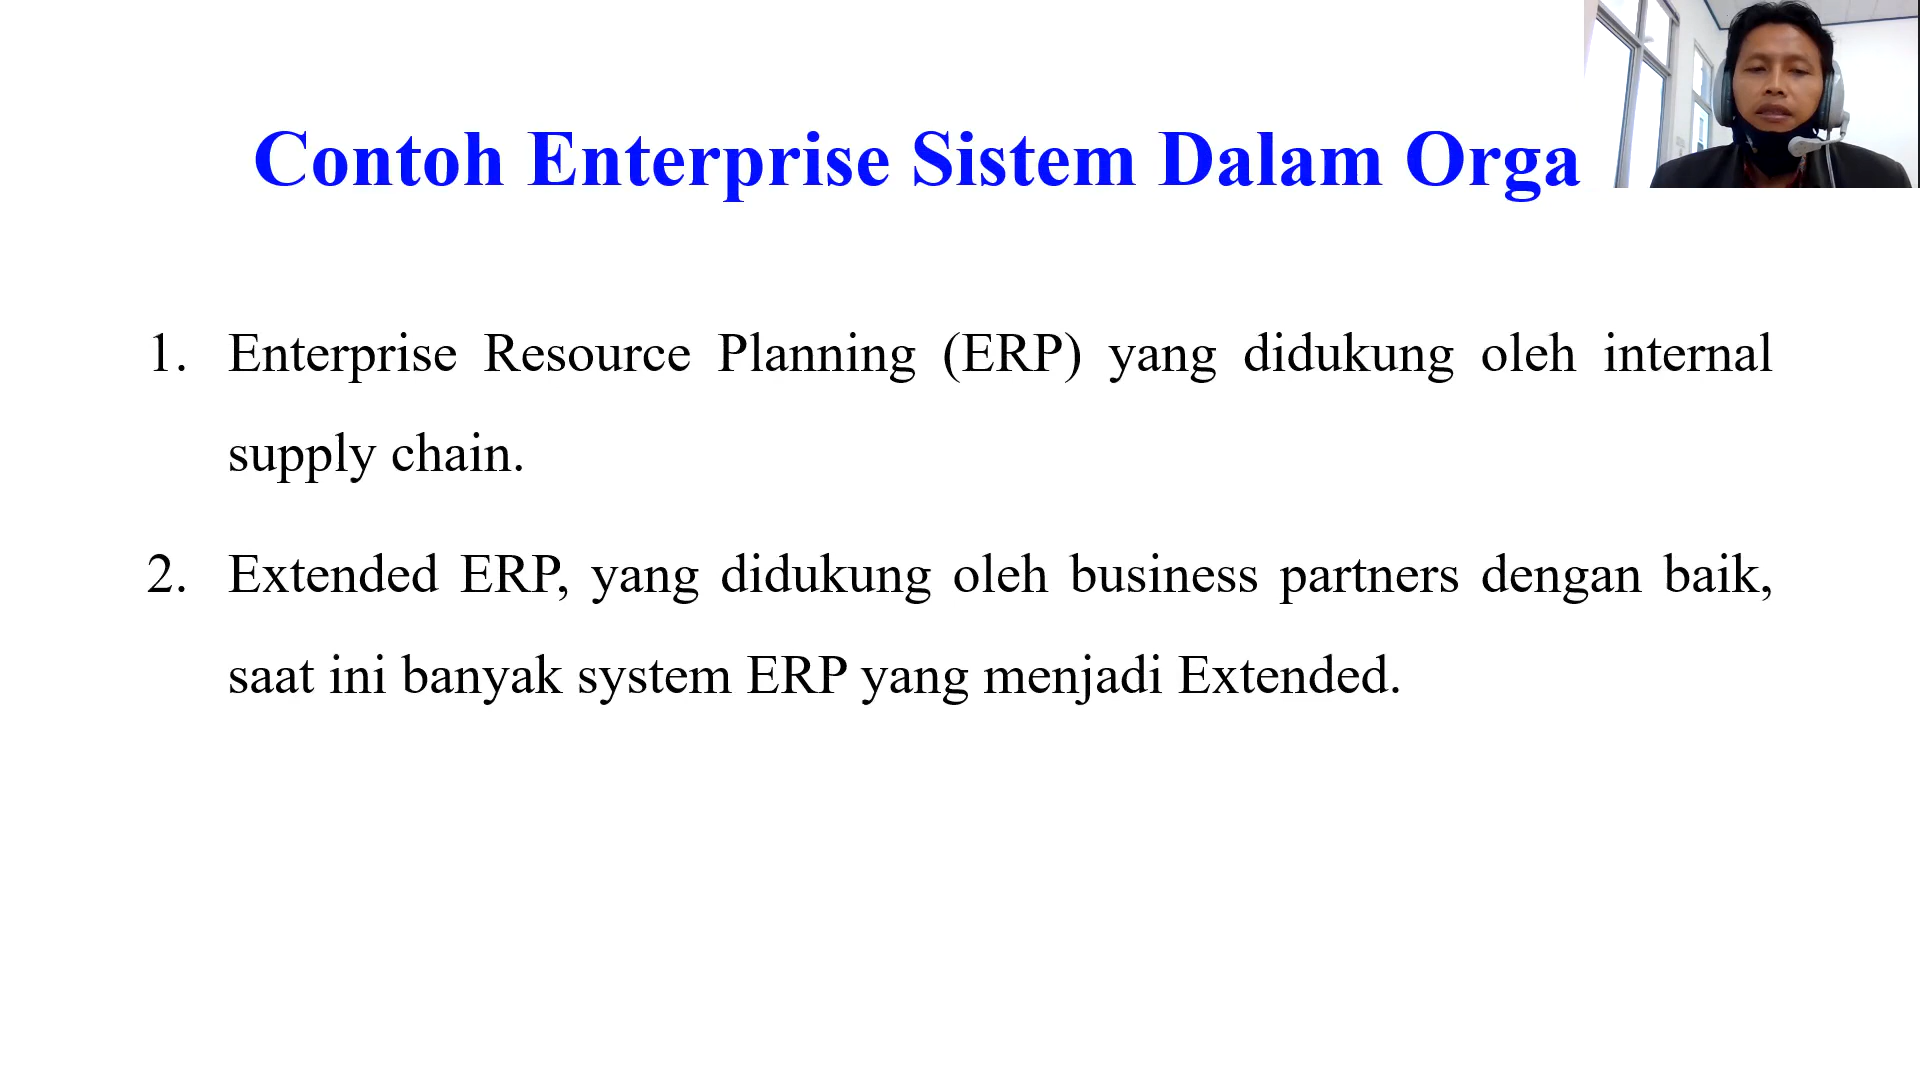 Contoh Enterprise Sistem Dalam Orga
1. Enterprise Resource Planning (ERP) yang didukung oleh internal
supply chain.
2. Extended ERP, yang didukung oleh business partners dengan baik,
saat ini banyak system ERP yang menjadi Extended.